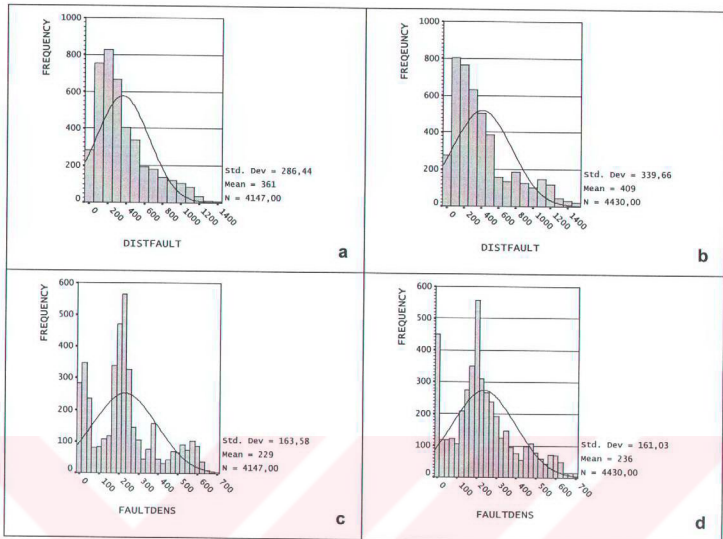 FREQUENCY
1000
800
600
400
200
0
0 200 400 600 800 1000 1200 1400
Std. Dev = 286,44
Mean = 361
N = 4147,00
DISTFAULT
a
FREQEUNCY
1000
800
600
400
200
0
0 200 400 600 800 1000 1200 1400
Std. Dev = 339,66
Mean = 409
N = 4430,00
DISTFAULT
b
FREQUENCY
600
500
400
300
200
100
0
0 100 200 300 400 500 600 700
Std. Dev = 163,58
Mean = 229
N = 4147,00
FAULTDENS
c
FREQUENCY
600
500
400
300
200
100
0
0 100 200 300 400 500 600 700
Std. Dev = 161,03
Mean = 236
N = 4430,00
FAULTDENS
d